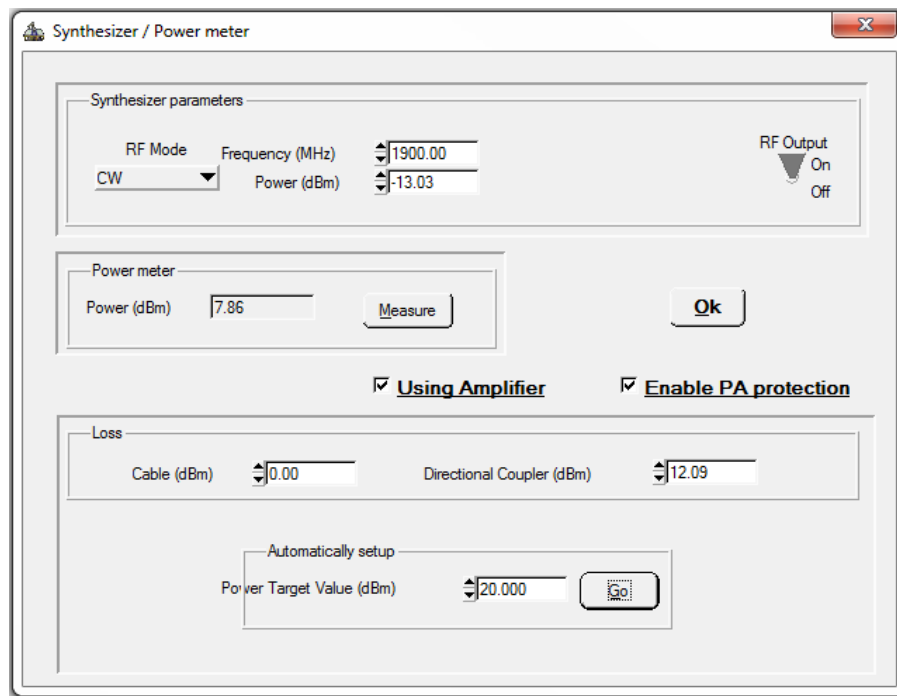 Synthesizer / Power meter
Synthesizer parameters
RF Mode
CW
Frequency (MHz) 1900.00
Power (dBm) -13.03
RF Output
On
Off
Power meter
Power (dBm) 7.86 Measure
Ok
Using Amplifier Enable PA protection
Loss
Cable (dBm) 0.00 Directional Coupler (dBm) 12.09
Automatically setup
Power Target Value (dBm) 20.000 Go